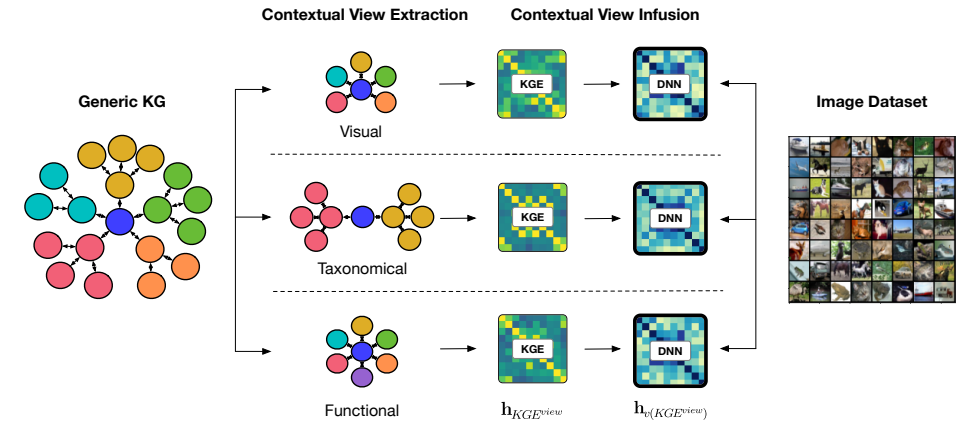 Contextual View Extraction
Contextual View Infusion
Generic KG
Image Dataset
KGE
DNN
Visual
KGE
DNN
Taxonomical
KGE
DNN
Functional
h_{KGE^{view}}
h_{v(KGE^{view})}